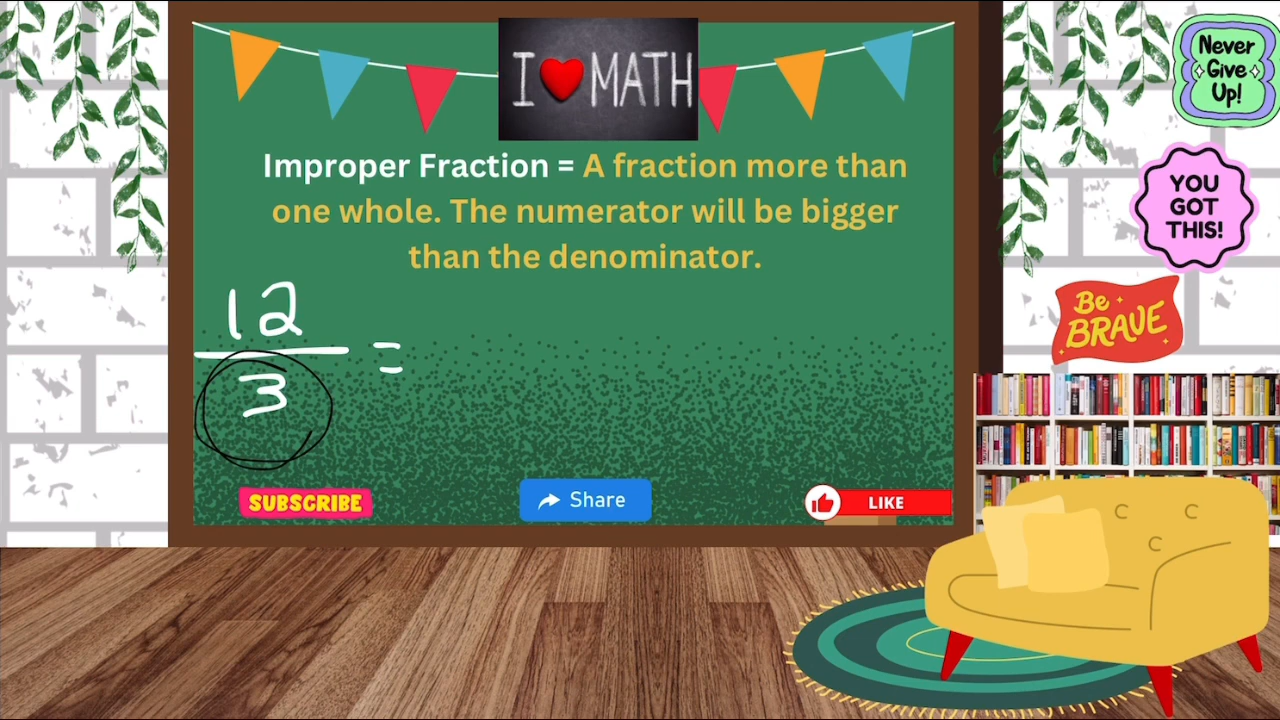 I ❤ MATH
Never
Give
Up!
Improper Fraction = A fraction more than
one whole. The numerator will be bigger
than the denominator.
YOU
GOT
THIS!
Be
BRAVE
12
=
3
SUBSCRIBE
Share
LIKE